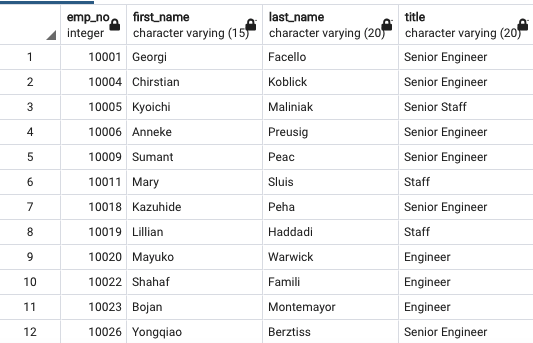 emp_no first_name last_name title
integer character varying (15) character varying (20) character varying (20)
1 10001 Georgi Facello Senior Engineer
2 10004 Chirstian Koblick Senior Engineer
3 10005 Kyoichi Maliniak Senior Staff
4 10006 Anneke Preusig Senior Engineer
5 10009 Sumant Peac Senior Engineer
6 10011 Mary Sluis Staff
7 10018 Kazuhide Peha Senior Engineer
8 10019 Lillian Haddadi Staff
9 10020 Mayuko Warwick Engineer
10 10022 Shahaf Famili Engineer
11 10023 Bojan Montemayor Engineer
12 10026 Yongqiao Berztiss Senior Engineer